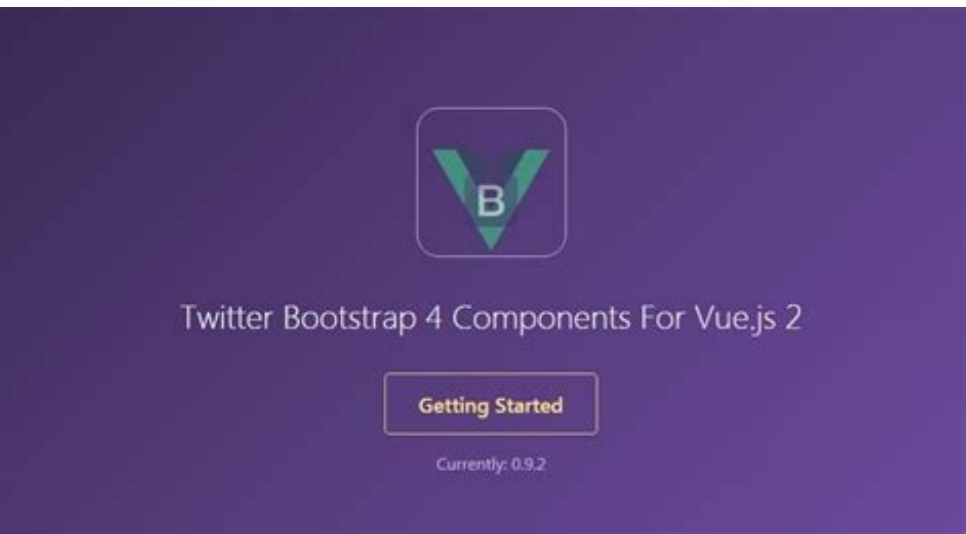 B
Twitter Bootstrap 4 Components For Vue.js 2
Getting Started
Currently: 0.9.2